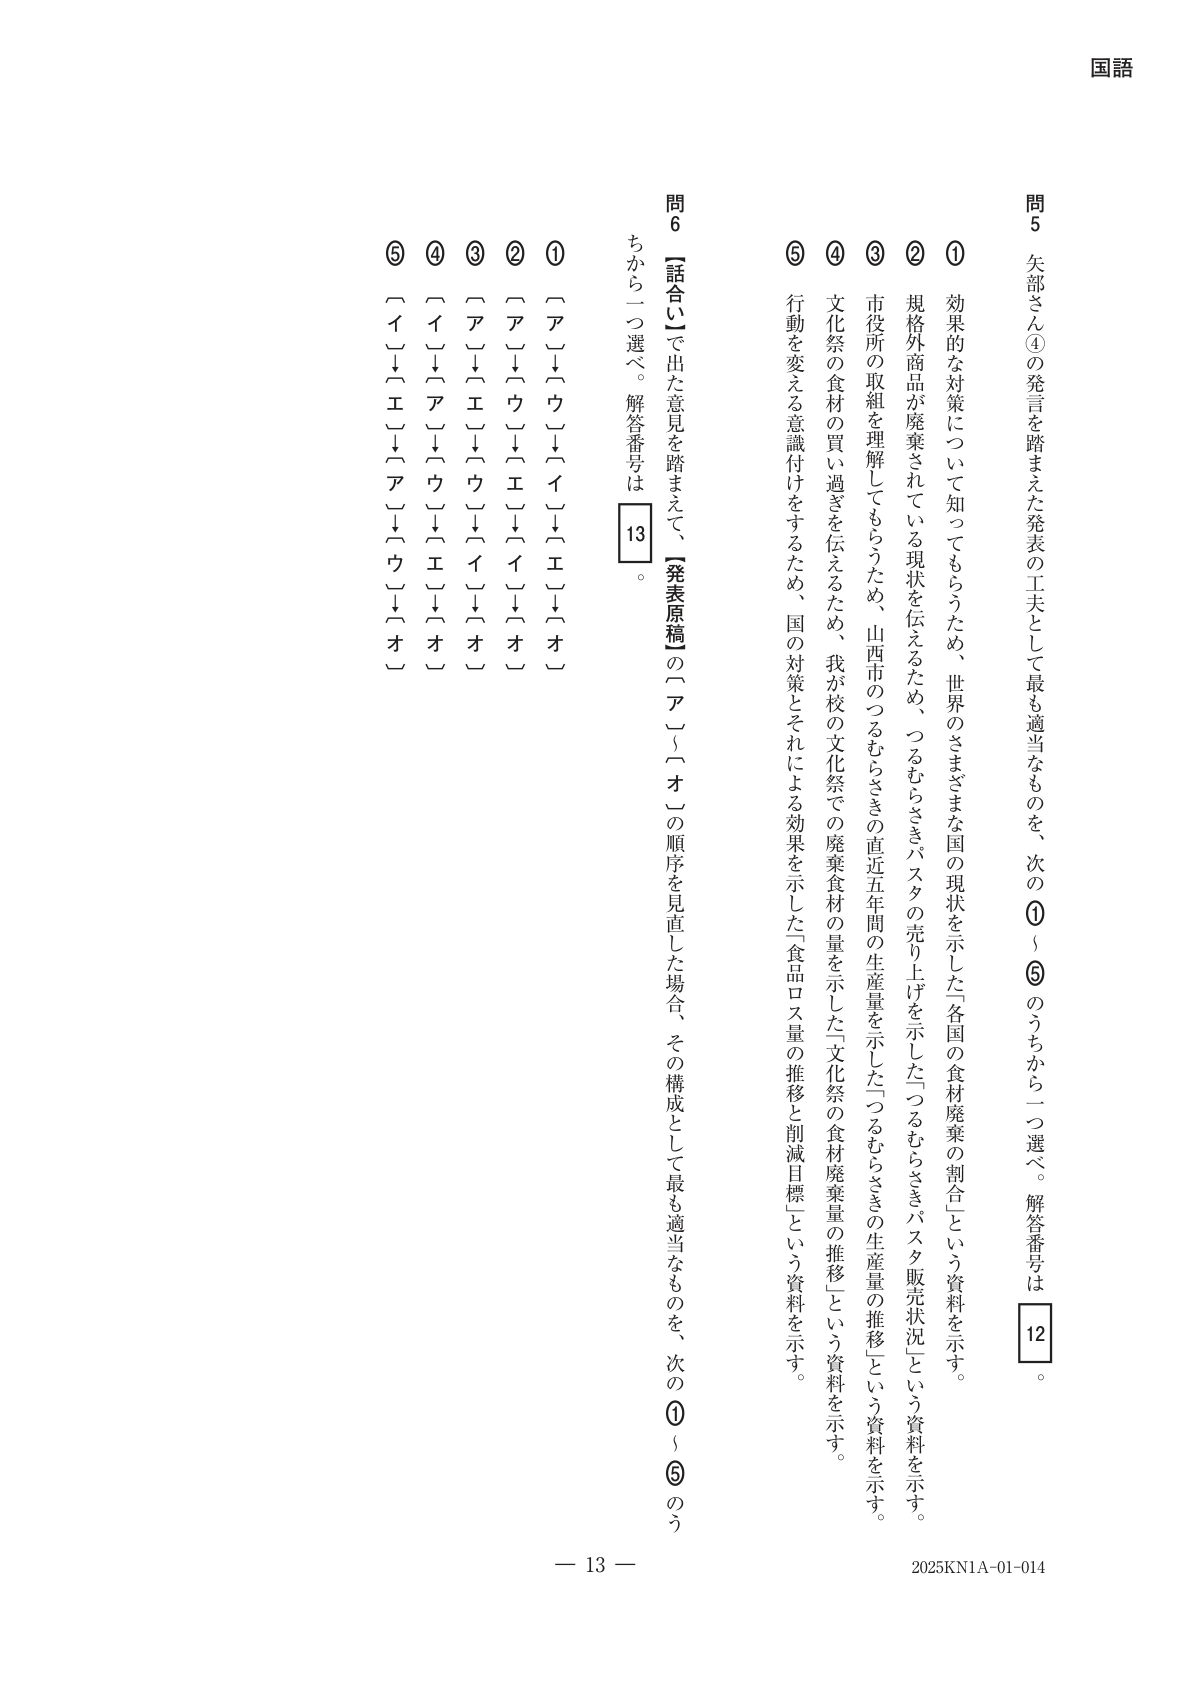 国語
問5 矢部さん④の発言を踏まえた発表の工夫として最も適当なものを、次の①～⑤のうちから一つ選べ。解答番号は 12 。
① 効果的な対策について知ってもらうため、世界のさまざまな国の現状を示した「各国の食材廃棄の割合」という資料を示す。
② 規格外商品が廃棄されている現状を伝えるため、つるむらさきパスタの売り上げを示した「つるむらさきパスタ販売状況」という資料を示す。
③ 市役所の取組を理解してもらうため、山西市のつるむらさきの直近五年間の生産量を示した「つるむらさきの生産量の推移」という資料を示す。
④ 文化祭の食材の買い過ぎを伝えるため、我が校の文化祭での廃棄食材の量を示した「文化祭の食材廃棄量の推移」という資料を示す。
⑤ 行動を変える意識付けをするため、国の対策とそれによる効果を示した「食品ロス量の推移と削減目標」という資料を示す。
問6 【話合い】で出た意見を踏まえて、【発表原稿】の〔 ア 〕～〔 オ 〕の順序を見直した場合、その構成として最も適当なものを、次の①～⑤のう
ちから一つ選べ。解答番号は 13 。
① 〔 ア 〕→〔 ウ 〕→〔 イ 〕→〔 エ 〕→〔 オ 〕
② 〔 ア 〕→〔 ウ 〕→〔 エ 〕→〔 イ 〕→〔 オ 〕
③ 〔 ア 〕→〔 エ 〕→〔 ウ 〕→〔 イ 〕→〔 オ 〕
④ 〔 イ 〕→〔 ア 〕→〔 ウ 〕→〔 エ 〕→〔 オ 〕
⑤ 〔 イ 〕→〔 エ 〕→〔 ア 〕→〔 ウ 〕→〔 オ 〕
— 13 —
2025KN1A-01-014